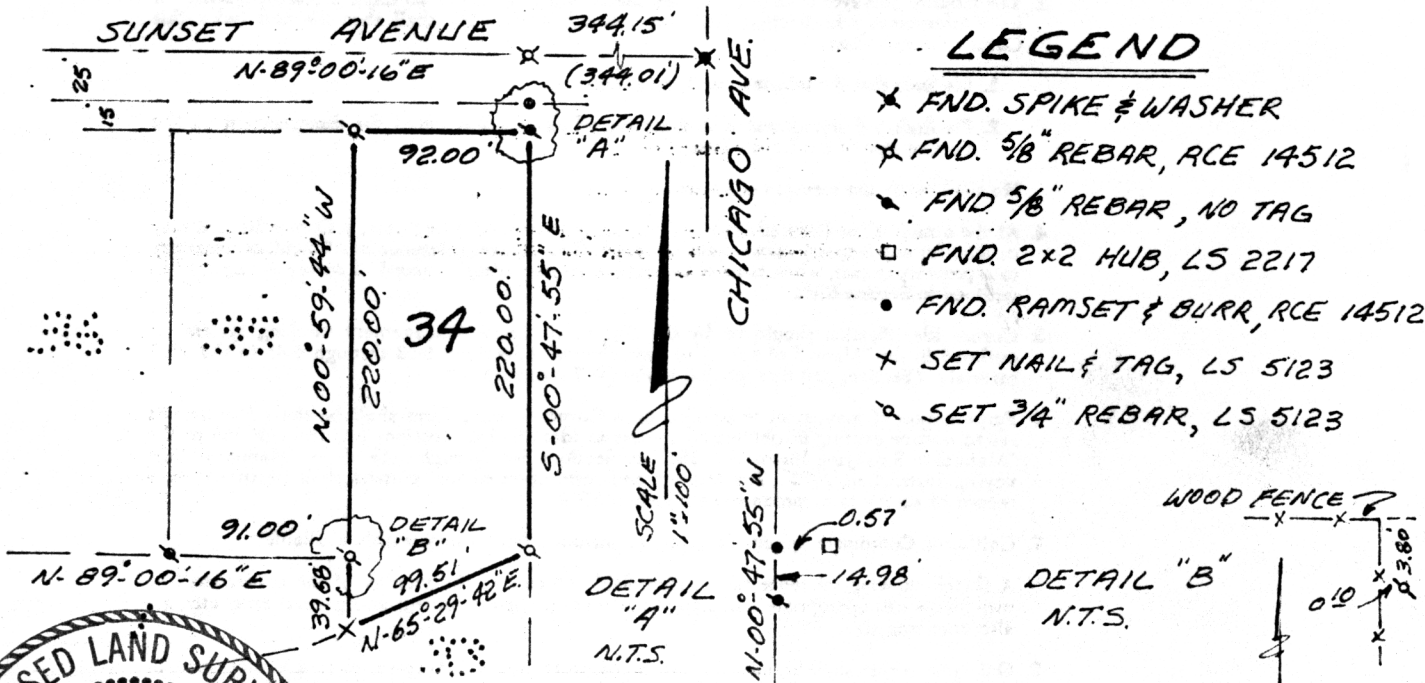 SUNSET AVENUE
344.15'
N-89°00'-16"E
(344.01)
25
15
CHICAGO AVE.
DETAIL
"A"
92.00'
N-00°-59'-44"W
220.00'
34
220.00'
S-00°-47'-55"E
SCALE
1"=100'
91.00'
DETAIL
"B"
N-89°-00'-16"E
39.68'
99.51'
N-65°-29'-42"E
LEGEND
FND. SPIKE & WASHER
FND. 5/8" REBAR, RCE 14512
FND 5/8" REBAR, NO TAG
FND. 2x2 HUB, LS 2217
FND. RAMSET & BURR, RCE 14512
SET NAIL & TAG, LS 5123
SET 3/4" REBAR, LS 5123
DETAIL
"A"
N.T.S.
N-00°-47'-55"W
0.57'
14.98'
DETAIL "B"
N.T.S.
WOOD FENCE
0.10
3.80
SED LAND SUR